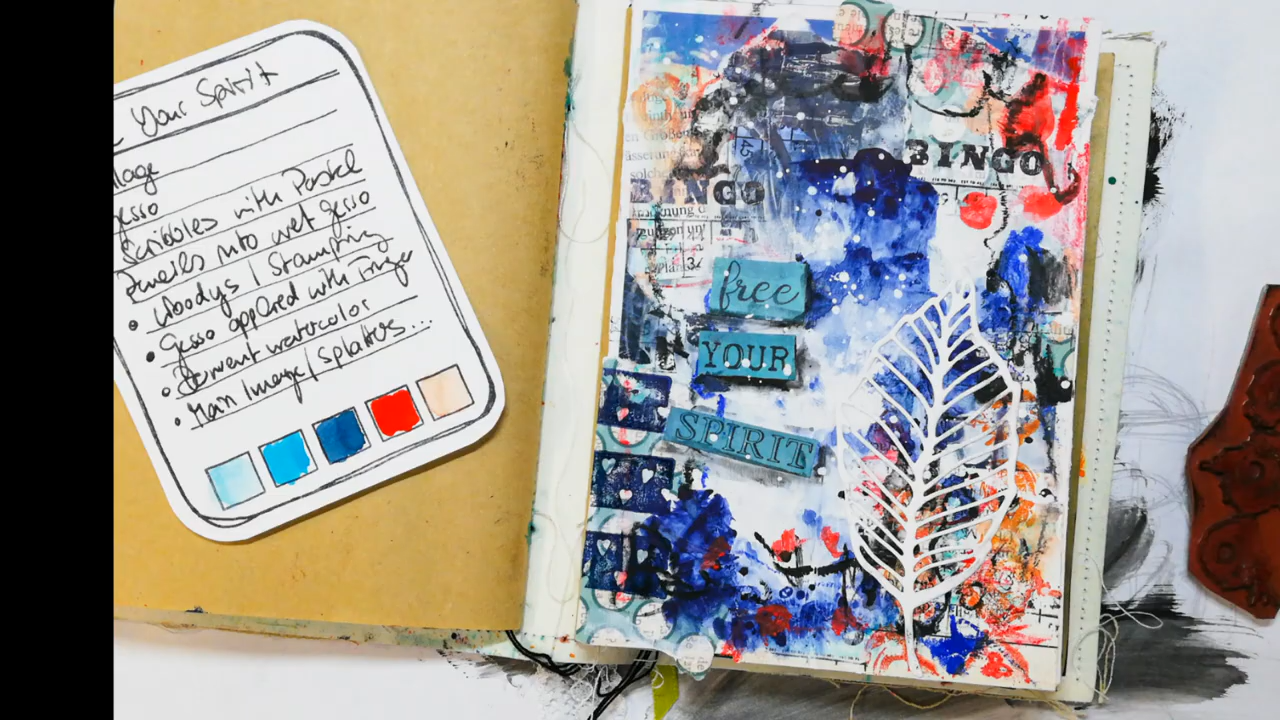 Your Spirit
lage
gesso
Scribbles with Pastel
Pencils into wet gesso
• Woodys / Stamping
• Gesso applied with Finger
• Derwent watercolor
• Main Image / Splatters...
BINGO
BINGO
free
YOUR
SPIRIT